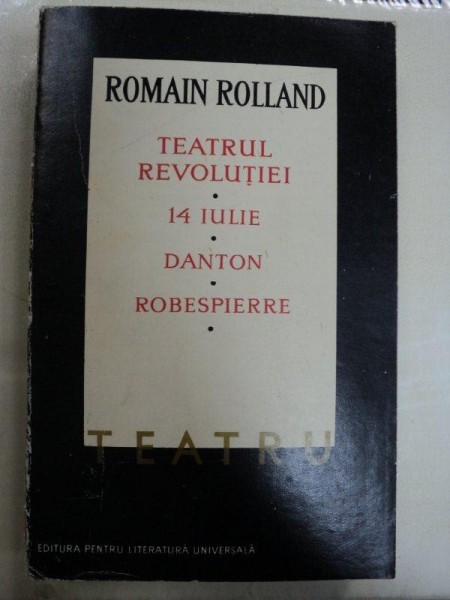 ROMAIN ROLLAND
TEATRUL
REVOLUȚIEI
•
14 IULIE
•
DANTON
•
ROBESPIERRE
•
TEATRU
EDITURA PENTRU LITERATURĂ UNIVERSALĂ